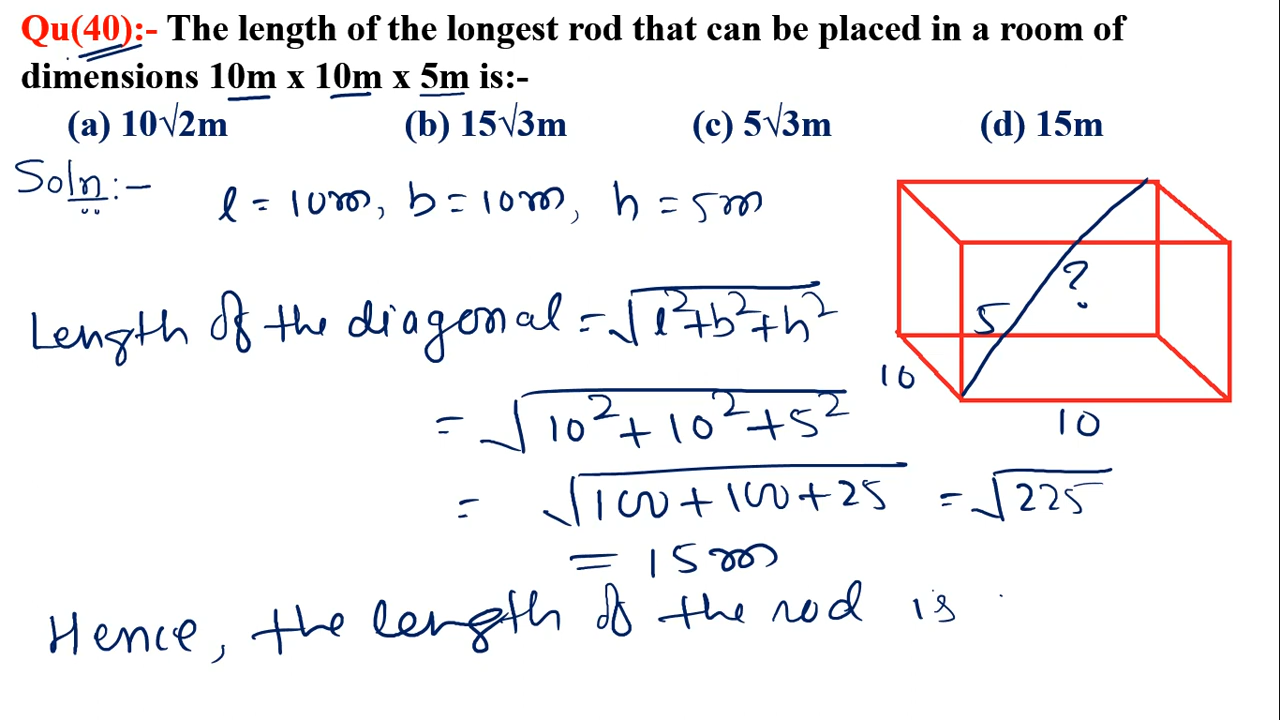 Qu(40):- The length of the longest rod that can be placed in a room of
dimensions 10m x 10m x 5m is:-
(a) 10√2m (b) 15√3m (c) 5√3m (d) 15m
Soln:- l = 10m, b = 10m, h = 5m
Length of the diagonal = √l²+b²+h²
= √10²+10²+5²
= √100+100+25 = √225
= 15m
Hence, the length of the rod is
?
5
10
10